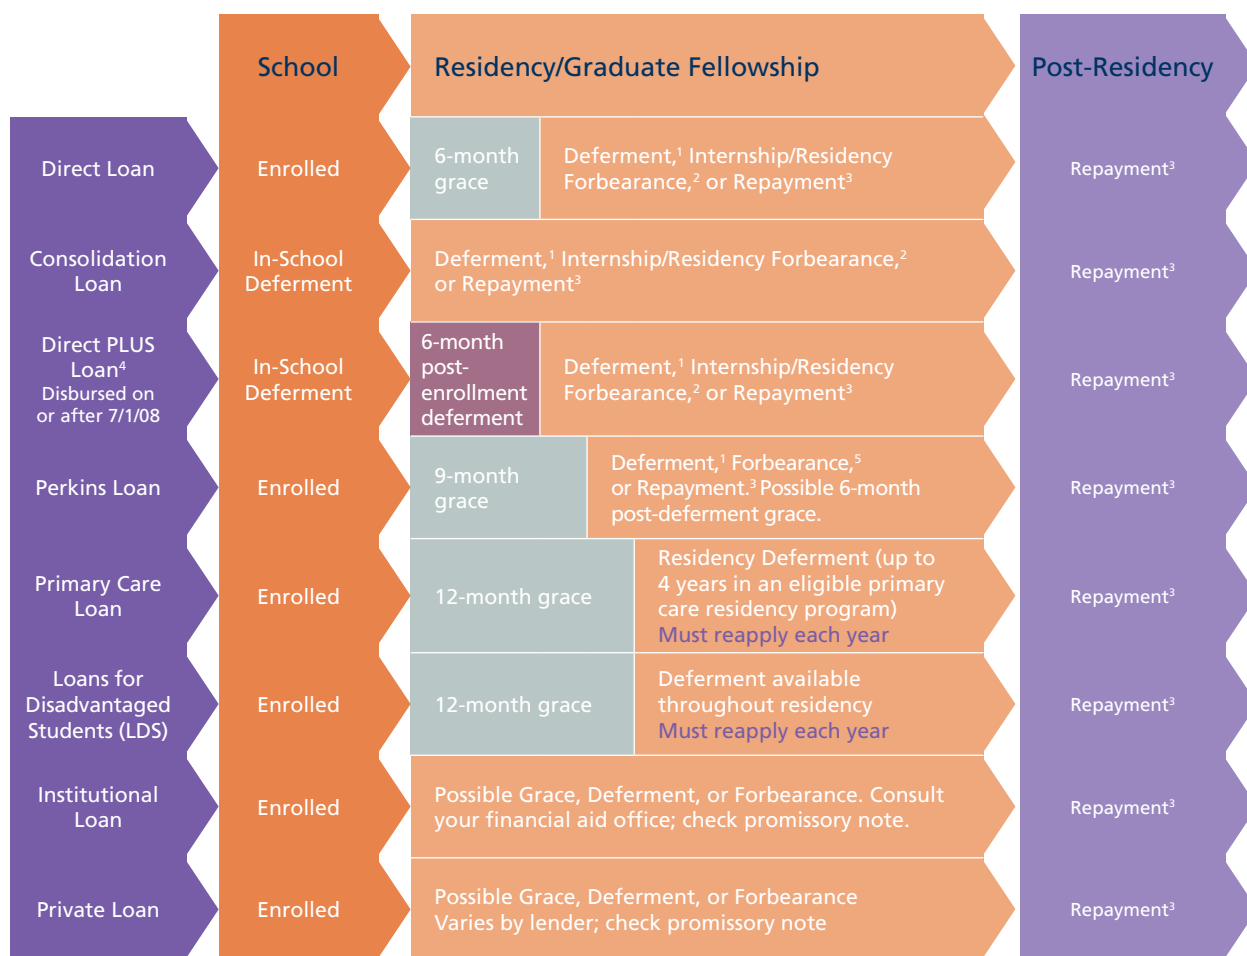 School
Residency/Graduate Fellowship
Post-Residency
Direct Loan
Enrolled
6-month
grace
Deferment,¹ Internship/Residency
Forbearance,² or Repayment³
Repayment³
Consolidation
Loan
In-School
Deferment
Deferment,¹ Internship/Residency Forbearance,²
or Repayment³
Repayment³
Direct PLUS
Loan⁴
Disbursed on
or after 7/1/08
In-School
Deferment
6-month
post-
enrollment
deferment
Deferment,¹ Internship/Residency
Forbearance,² or Repayment³
Repayment³
Perkins Loan
Enrolled
9-month
grace
Deferment,¹ Forbearance,⁵
or Repayment.³ Possible 6-month
post-deferment grace.
Repayment³
Primary Care
Loan
Enrolled
12-month grace
Residency Deferment (up to
4 years in an eligible primary
care residency program)
Must reapply each year
Repayment³
Loans for
Disadvantaged
Students (LDS)
Enrolled
12-month grace
Deferment available
throughout residency
Must reapply each year
Repayment³
Institutional
Loan
Enrolled
Possible Grace, Deferment, or Forbearance. Consult
your financial aid office; check promissory note.
Repayment³
Private Loan
Enrolled
Possible Grace, Deferment, or Forbearance
Varies by lender; check promissory note
Repayment³